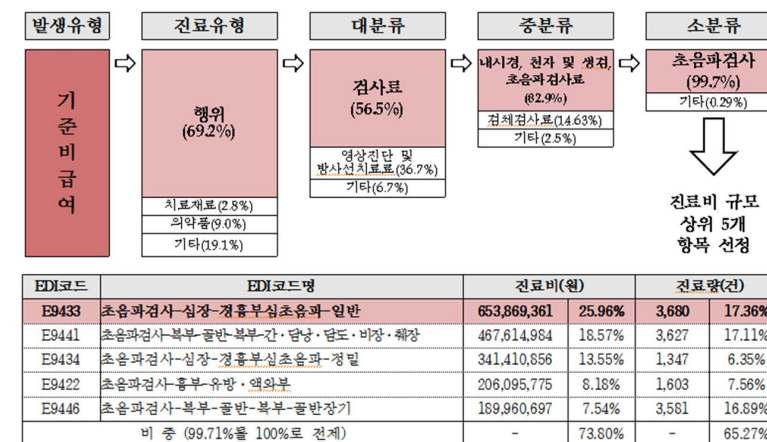 발생유형 진료유형 대분류 중분류 소분류
기
준
비
급
여
행위
(69.2%)
치료재료(2.8%)
의약품(9.0%)
기타(19.1%)
검사료
(56.5%)
영상진단 및
방사선치료료(36.7%)
기타(6.7%)
내시경, 천자 및 생검,
초음파검사료
(82.9%)
검체검사료(14.63%)
기타(2.5%)
초음파검사
(99.7%)
기타(0.29%)
진료비 규모
상위 5개
항목 선정
EDI코드 EDI코드명 진료비(원) 진료량(건)
E9433 초음파검사-심장-경흉부심초음파-일반 653,869,361 25.96% 3,680 17.36%
E9441 초음파검사-복부-골반-복부-간·담낭·담도·비장·췌장 467,614,984 18.57% 3,627 17.11%
E9434 초음파검사-심장-경흉부심초음파-정밀 341,410,856 13.55% 1,347 6.35%
E9422 초음파검사-흉부-유방·액와부 206,095,775 8.18% 1,603 7.56%
E9446 초음파검사-복부-골반-복부-골반장기 189,960,697 7.54% 3,581 16.89%
비 중 (99.71%를 100%로 전제) - 73.80% - 65.27%